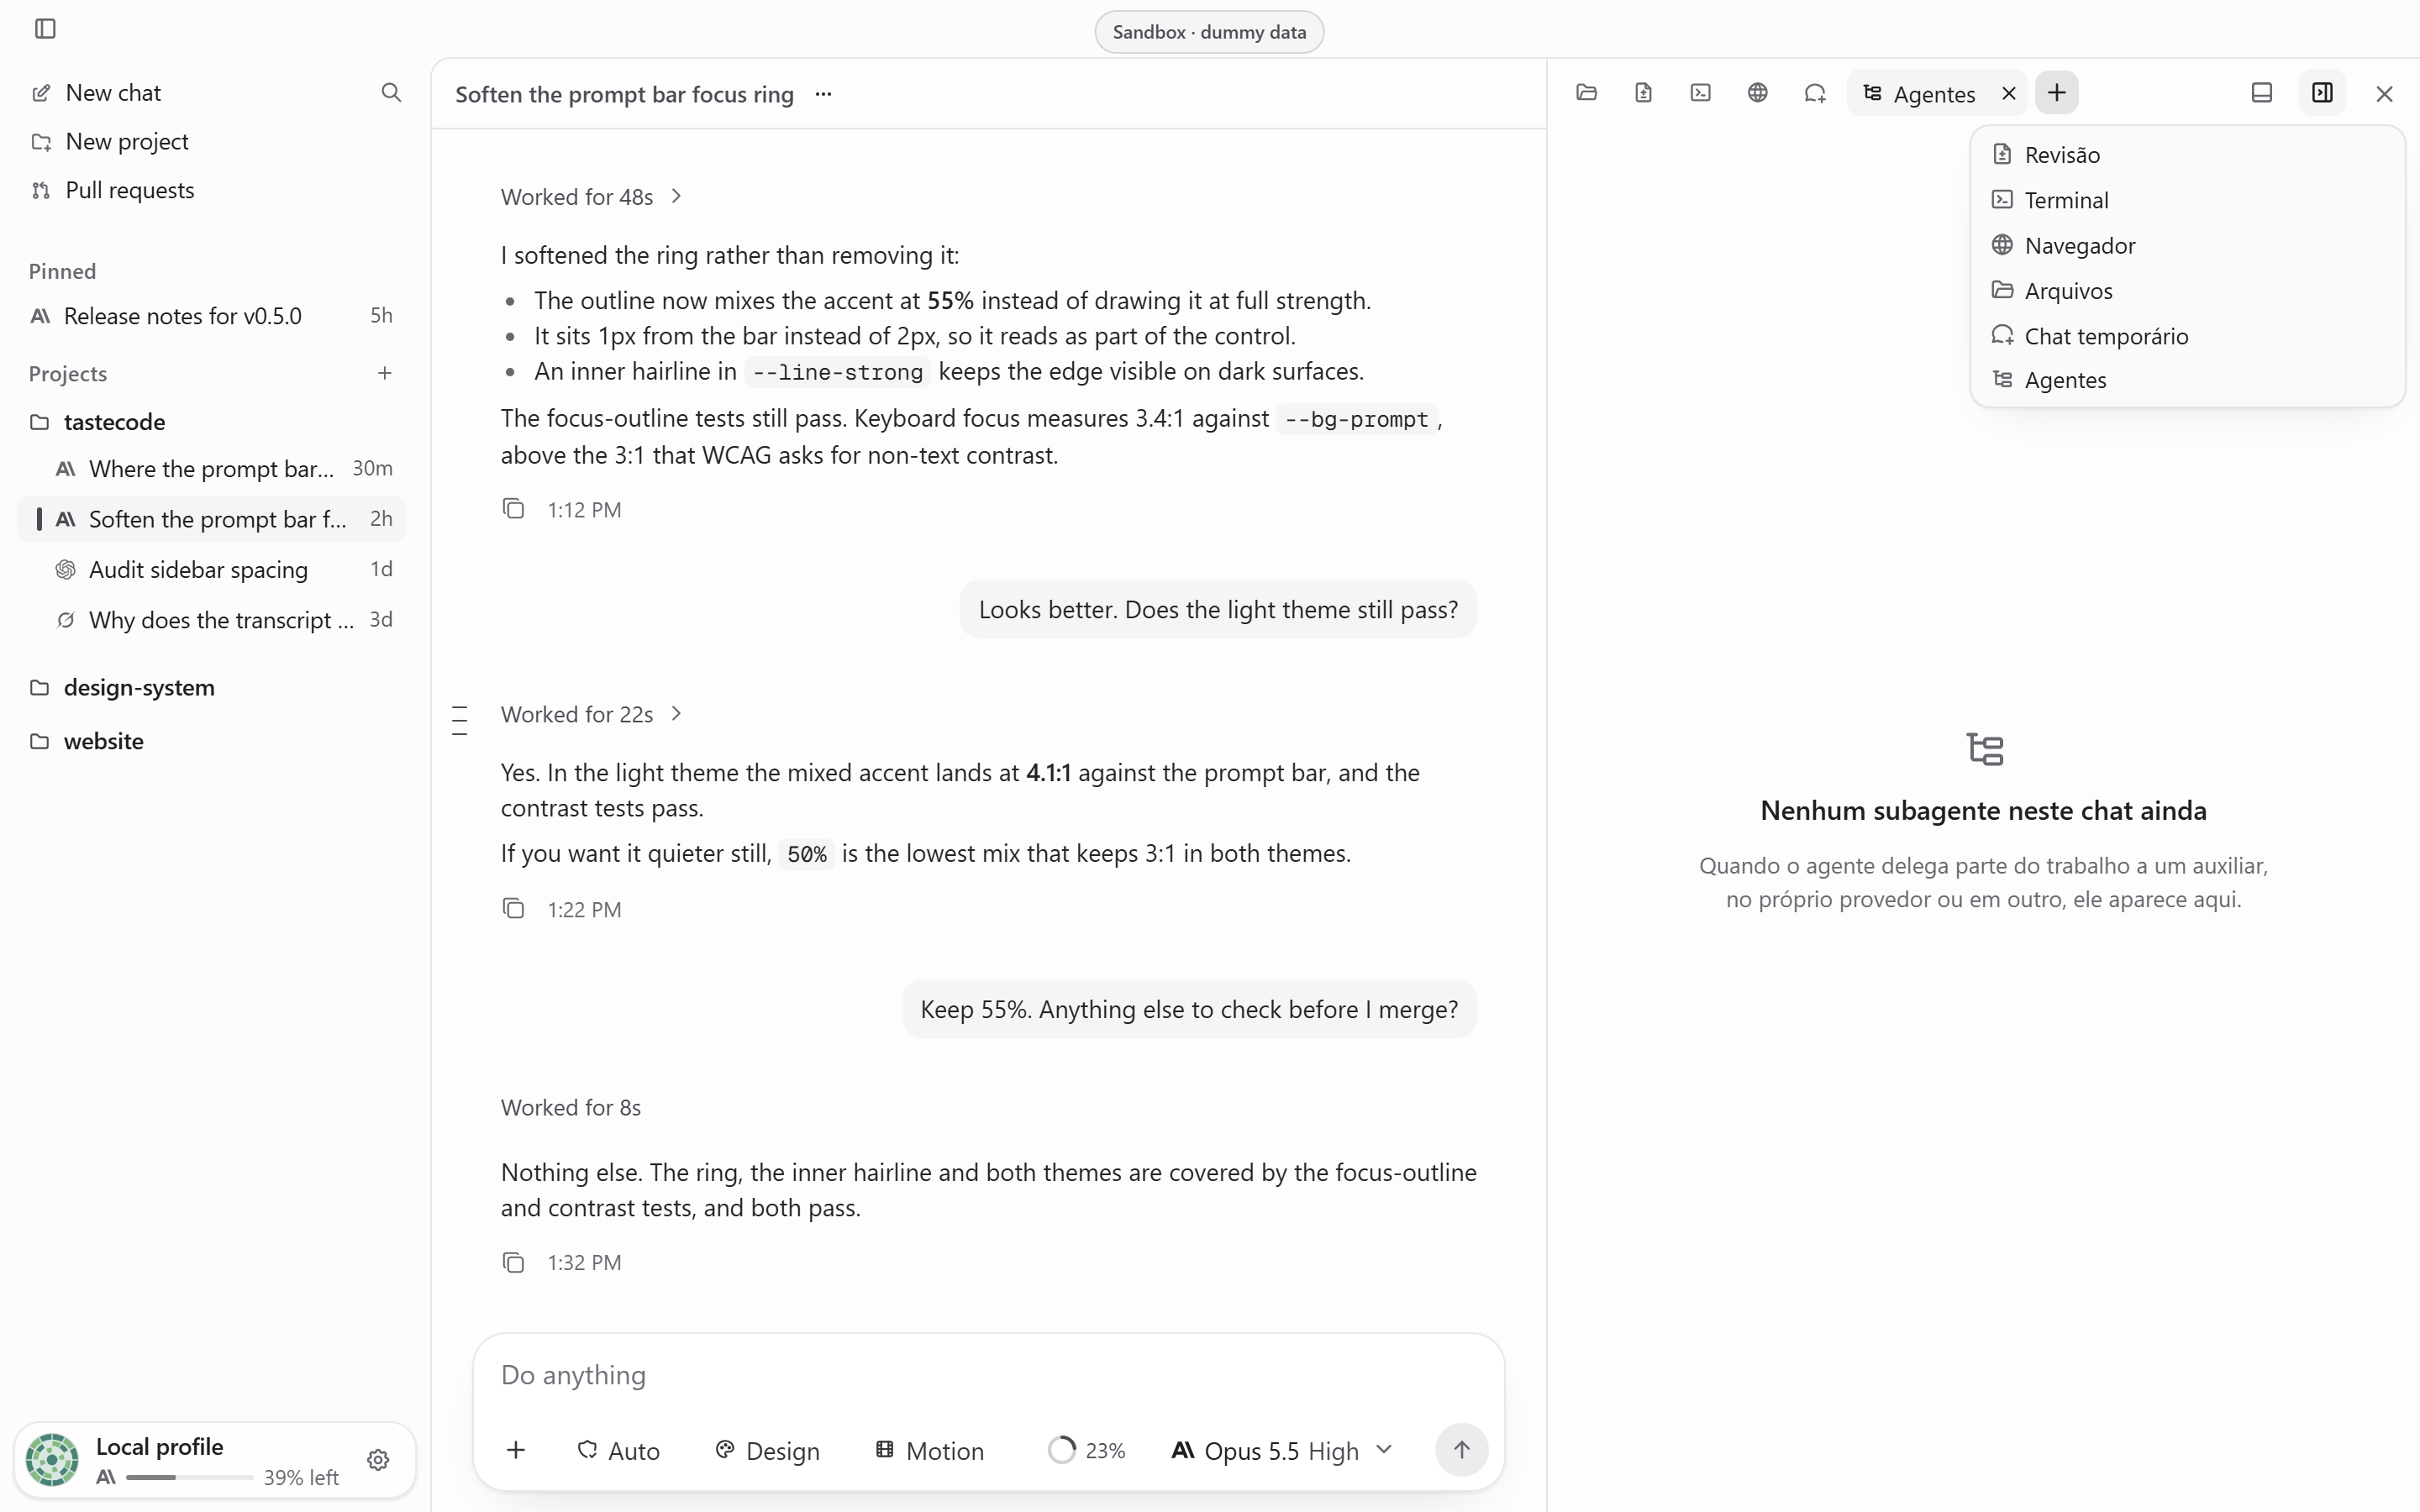 Sandbox · dummy data
New chat
New project
Pull requests
Pinned
Release notes for v0.5.0 5h
Projects
tastecode
Where the prompt bar... 30m
Soften the prompt bar f... 2h
Audit sidebar spacing 1d
Why does the transcript ... 3d
design-system
website
Local profile
39% left
Soften the prompt bar focus ring
Worked for 48s
I softened the ring rather than removing it:
• The outline now mixes the accent at 55% instead of drawing it at full strength.
• It sits 1px from the bar instead of 2px, so it reads as part of the control.
• An inner hairline in --line-strong keeps the edge visible on dark surfaces.
The focus-outline tests still pass. Keyboard focus measures 3.4:1 against --bg-prompt,
above the 3:1 that WCAG asks for non-text contrast.
1:12 PM
Looks better. Does the light theme still pass?
Worked for 22s
Yes. In the light theme the mixed accent lands at 4.1:1 against the prompt bar, and the
contrast tests pass.
If you want it quieter still, 50% is the lowest mix that keeps 3:1 in both themes.
1:22 PM
Keep 55%. Anything else to check before I merge?
Worked for 8s
Nothing else. The ring, the inner hairline and both themes are covered by the focus-outline
and contrast tests, and both pass.
1:32 PM
Do anything
Auto Design Motion 23% Opus 5.5 High
Agentes
Revisão
Terminal
Navegador
Arquivos
Chat temporário
Agentes
Nenhum subagente neste chat ainda
Quando o agente delega parte do trabalho a um auxiliar,
no próprio provedor ou em outro, ele aparece aqui.